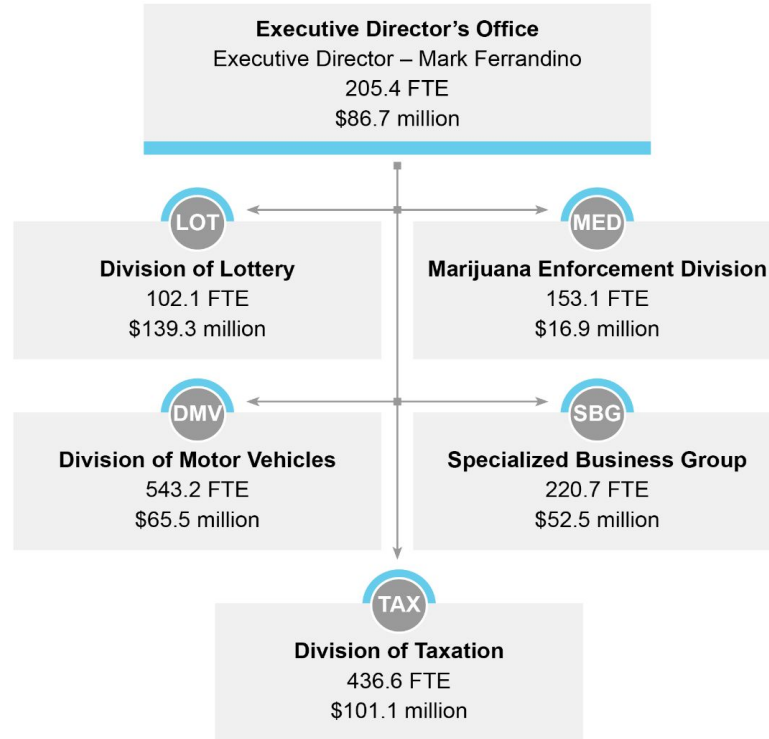 Executive Director’s Office
Executive Director – Mark Ferrandino
205.4 FTE
$86.7 million
LOT
Division of Lottery
102.1 FTE
$139.3 million
MED
Marijuana Enforcement Division
153.1 FTE
$16.9 million
DMV
Division of Motor Vehicles
543.2 FTE
$65.5 million
SBG
Specialized Business Group
220.7 FTE
$52.5 million
TAX
Division of Taxation
436.6 FTE
$101.1 million